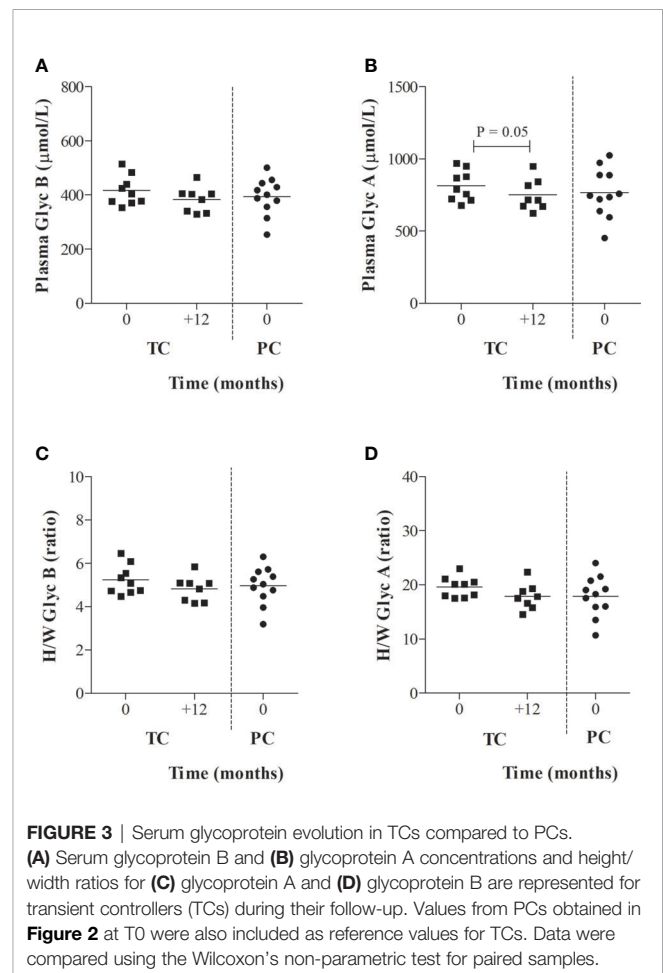 A
Plasma Glyc B (µmol/L)
800
600
400
200
0
0 +12 0
TC PC
Time (months)
B
Plasma Glyc A (µmol/L)
1500
1000
500
0
P = 0.05
0 +12 0
TC PC
Time (months)
C
H/W Glyc B (ratio)
10
8
6
4
2
0
0 +12 0
TC PC
Time (months)
D
H/W Glyc A (ratio)
40
30
20
10
0
0 +12 0
TC PC
Time (months)
FIGURE 3 | Serum glycoprotein evolution in TCs compared to PCs.
(A) Serum glycoprotein B and (B) glycoprotein A concentrations and height/
width ratios for (C) glycoprotein A and (D) glycoprotein B are represented for
transient controllers (TCs) during their follow-up. Values from PCs obtained in
Figure 2 at T0 were also included as reference values for TCs. Data were
compared using the Wilcoxon's non-parametric test for paired samples.